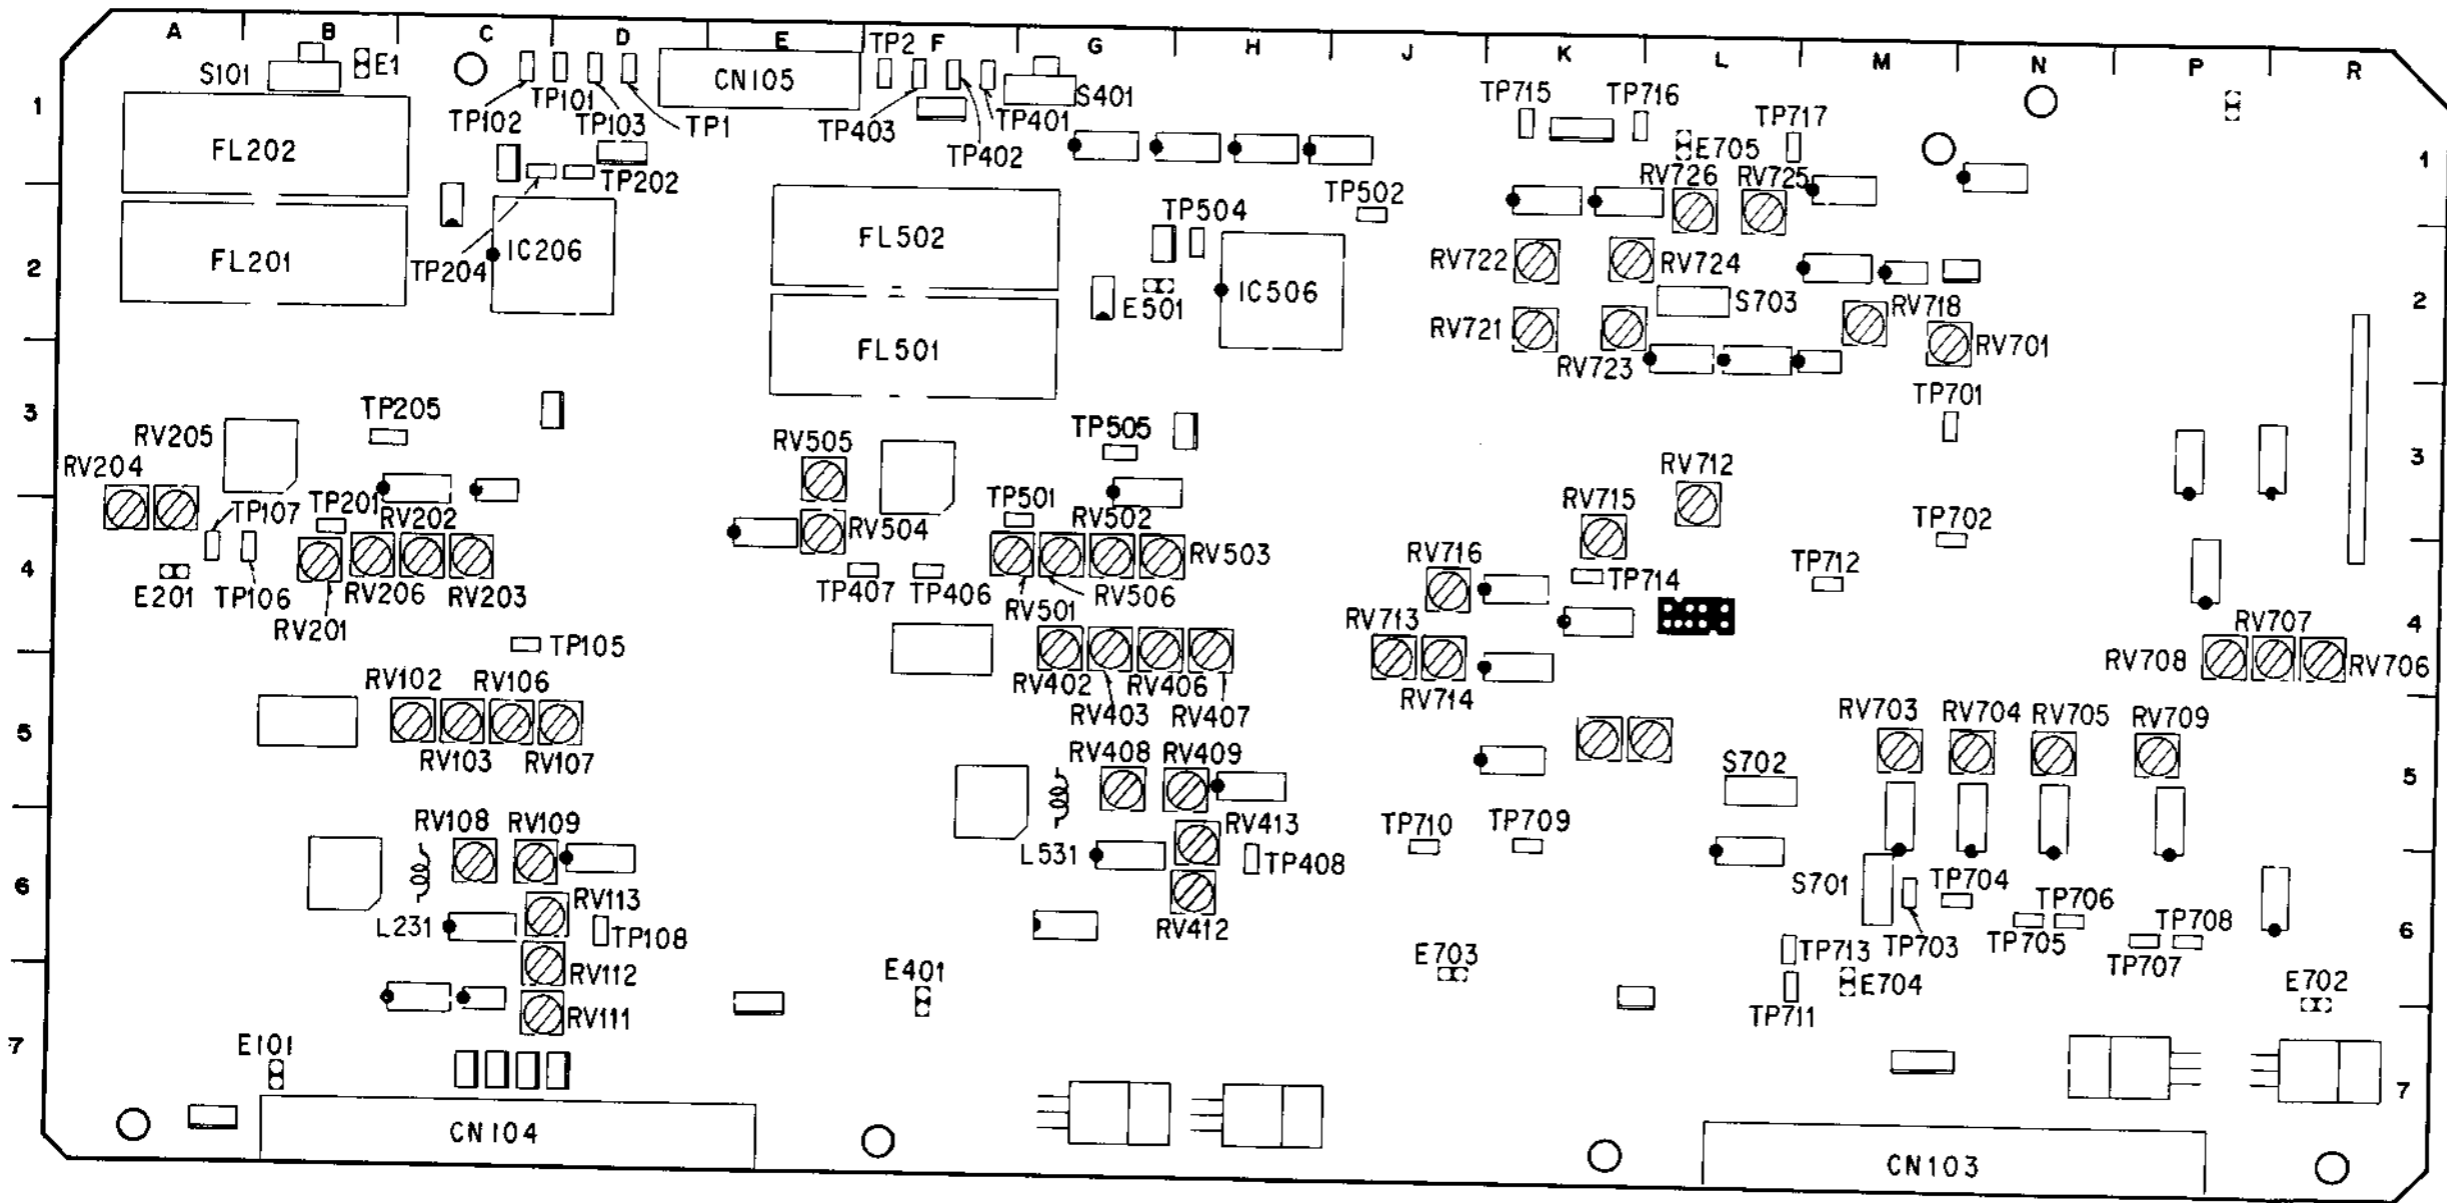 A B C D E F G H J K L M N P R
S101 E1 CN105 TP2 S401
1
TP102 TP101 TP103 TP1 TP403 TP402 TP401
TP715 TP716 TP717
E705
1
FL202
TP202
RV726 RV725
TP502
TP504
FL502
2
FL201
TP204
IC206
RV722 RV724
E501
IC506
S703
RV718
2
RV721
FL501
RV723
RV701
TP701
3
TP205
RV205
RV505
TP505
3
RV204
RV712
TP107
TP201
RV202
TP501
RV502
RV715
TP702
RV504
RV503
RV716
TP712
4
E201 TP106 RV206 RV203
TP407 TP406
TP714
RV501 RV506
RV201
RV713
RV707
4
TP105
RV708 RV706
RV102 RV106
RV402 RV406
RV714
RV403 RV407
RV703 RV704 RV705 RV709
5
RV103 RV107
RV408 RV409
S702
5
RV108 RV109
RV413
TP710 TP709
L531
TP408
6
S701
TP704
RV113
TP706
L231
TP108
RV412
TP713 TP703 TP705 TP708
6
RV112
E401
E703
TP707
E704
E702
RV111
TP711
7
E101
7
CN104
CN103